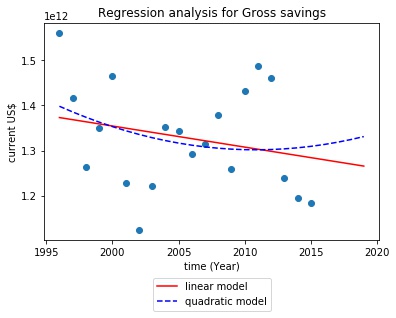 Regression analysis for Gross savings
1e12
1.5
1.4
1.3
1.2
current US$
1995 2000 2005 2010 2015 2020
time (Year)
linear model
quadratic model